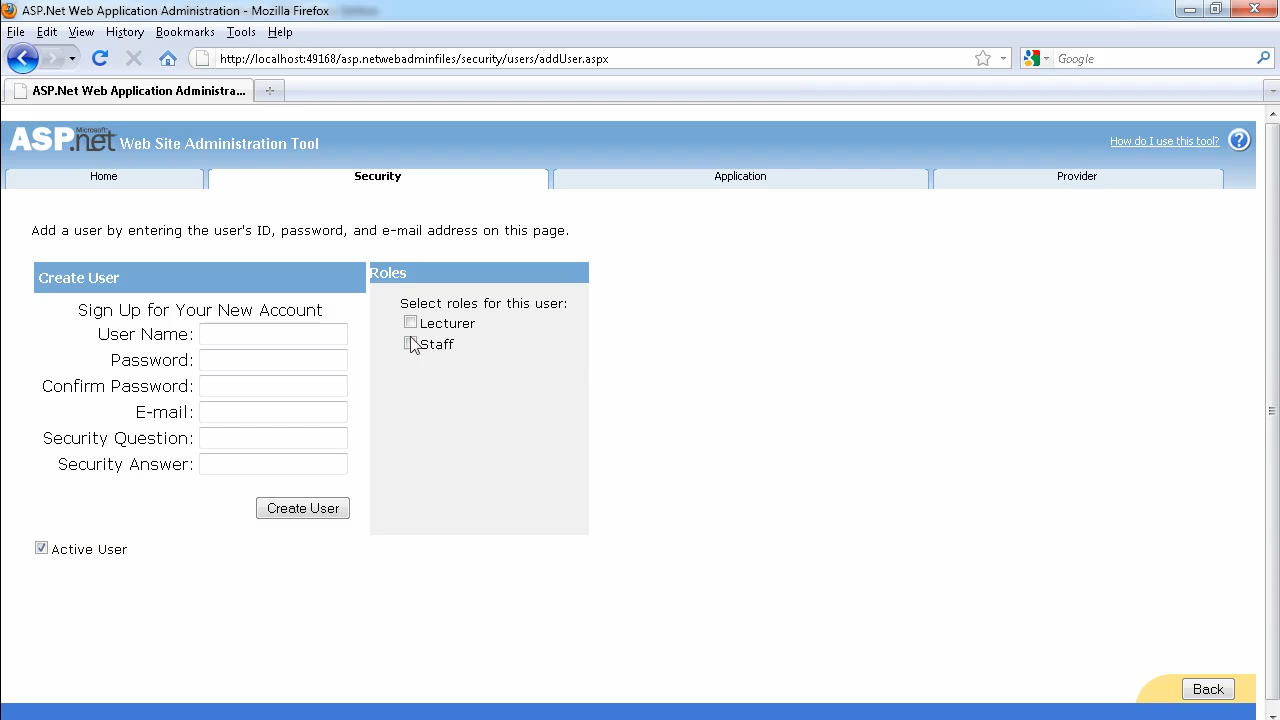 ASP.Net Web Application Administration - Mozilla Firefox
File Edit View History Bookmarks Tools Help
http://localhost:49160/asp.netwebadminfiles/security/users/addUser.aspx
Google
ASP.Net Web Application Administra...
Microsoft
ASP.net Web Site Administration Tool
How do I use this tool? ?
Home Security Application Provider
Add a user by entering the user's ID, password, and e-mail address on this page.
Create User
Sign Up for Your New Account
User Name:
Password:
Confirm Password:
E-mail:
Security Question:
Security Answer:
Create User
Active User
Roles
Select roles for this user:
Lecturer
Staff
Back